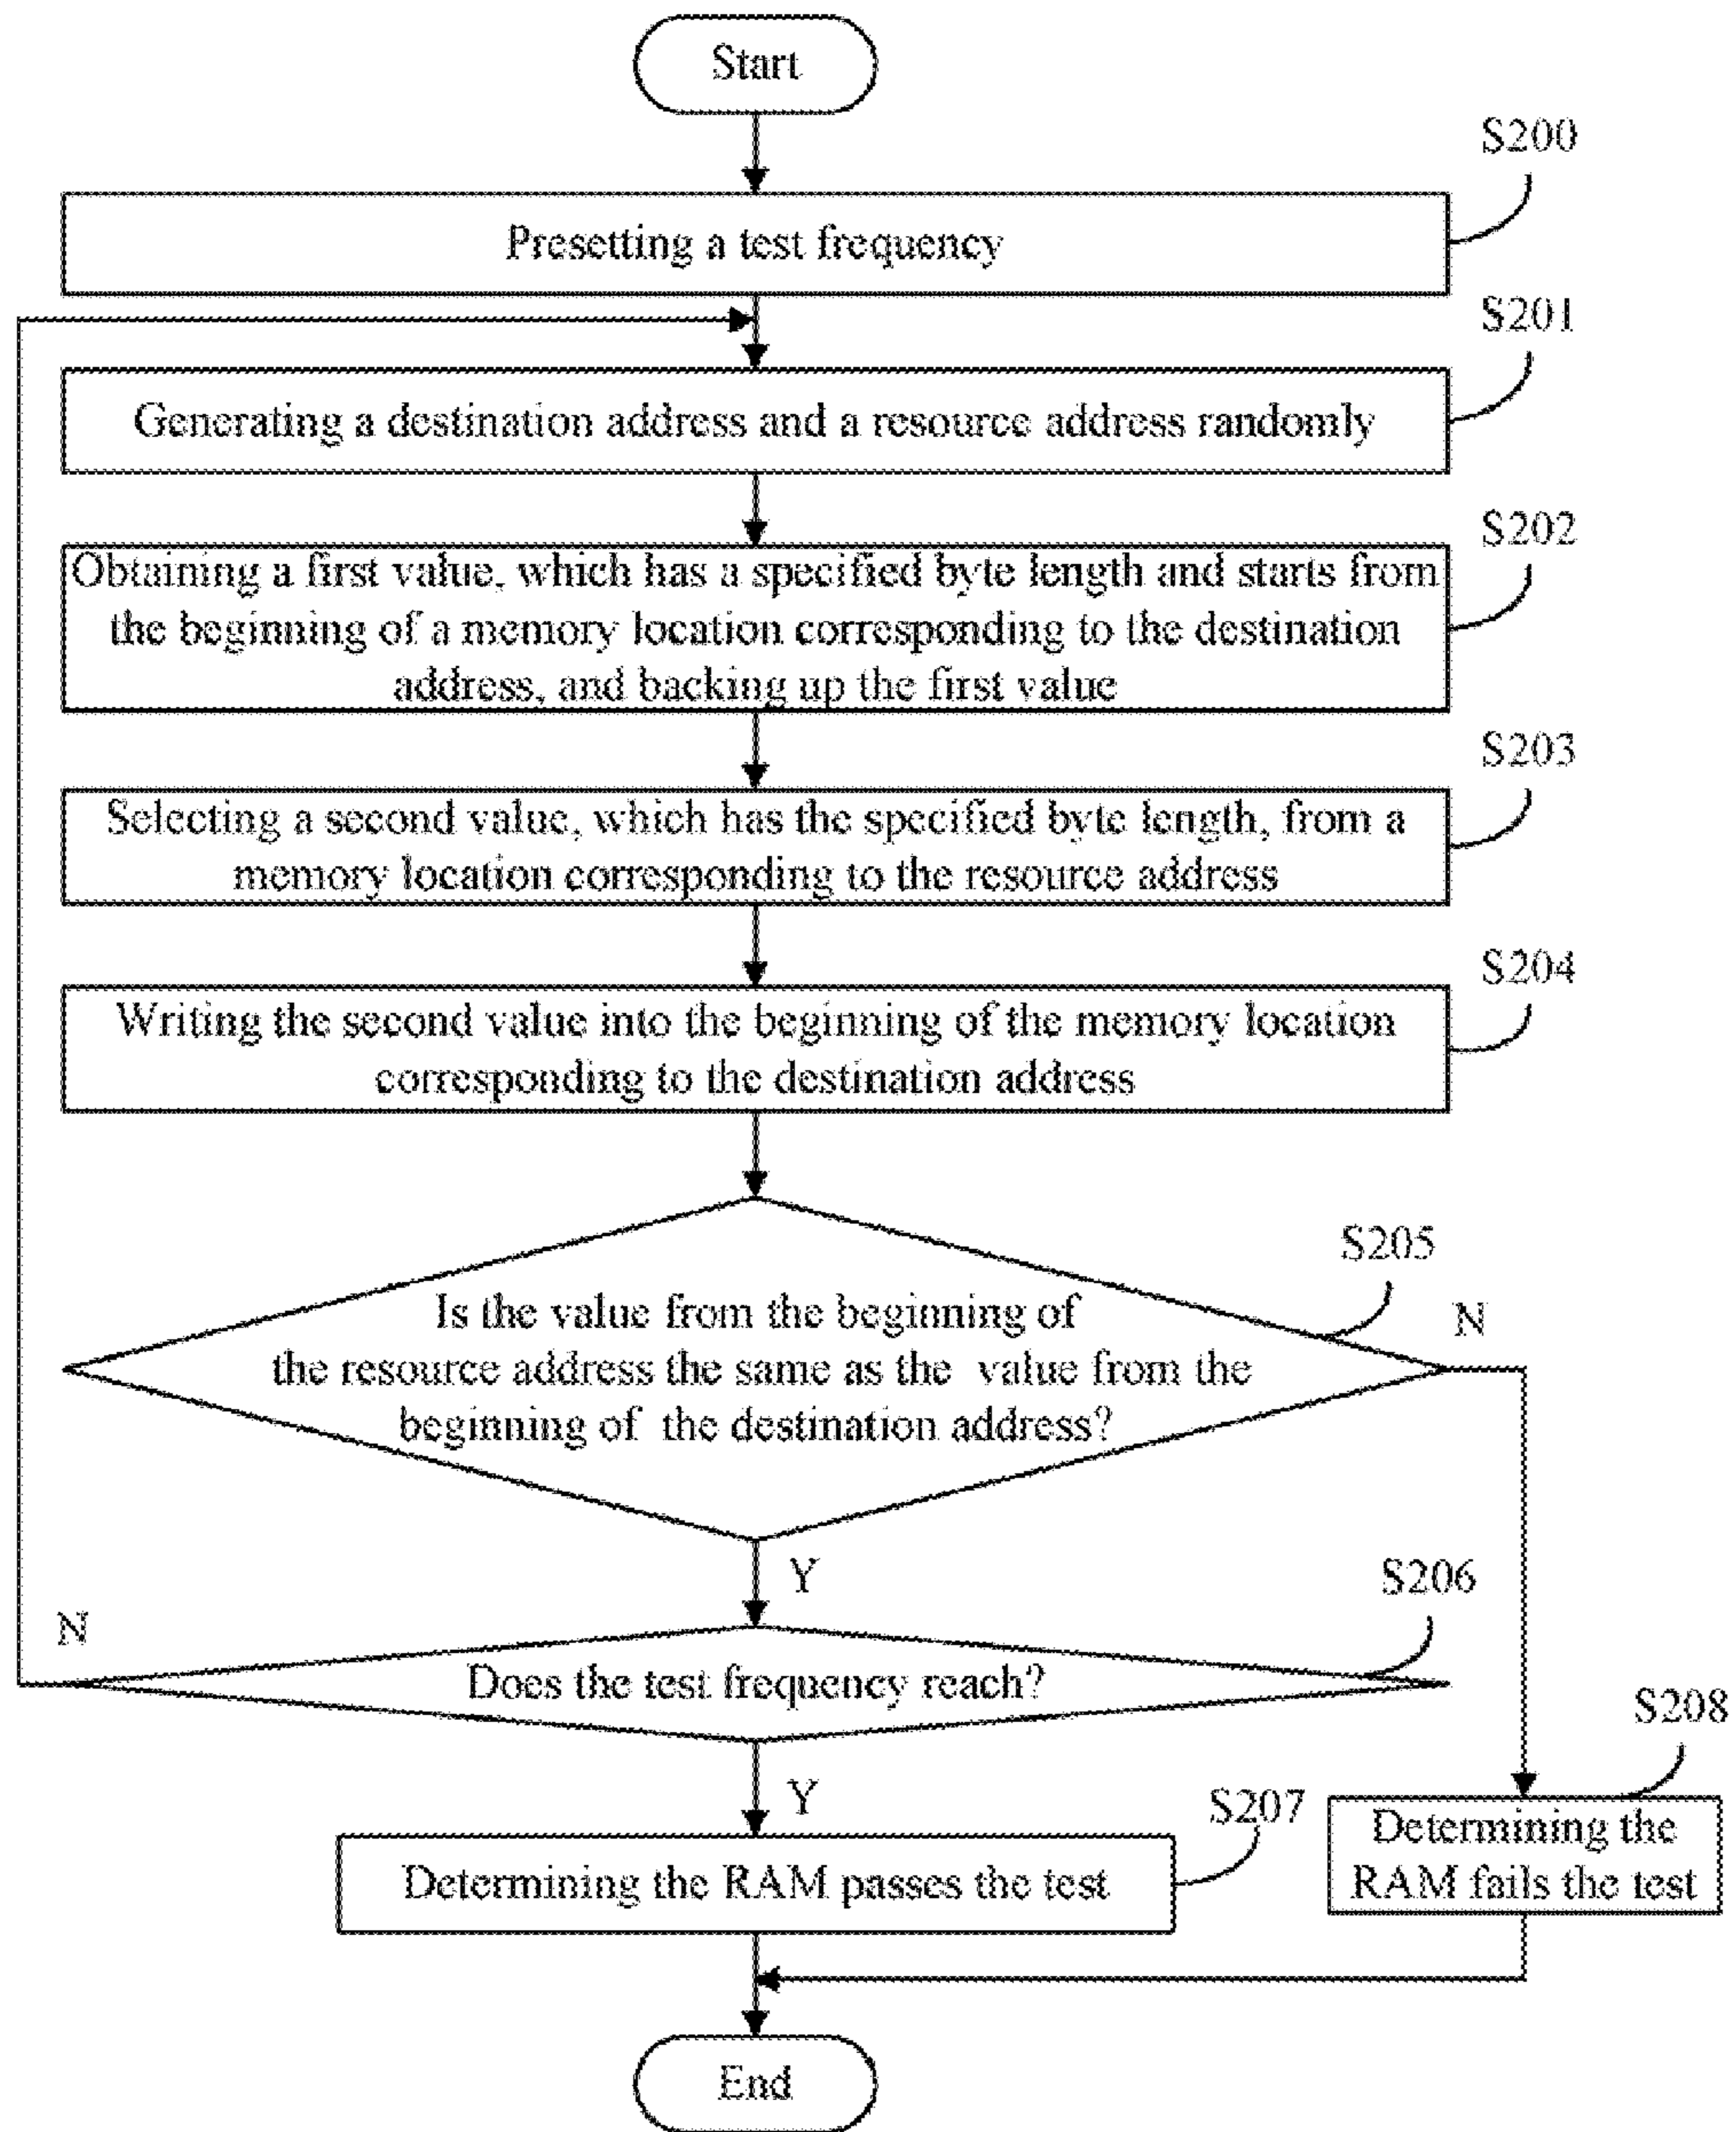 Start
S200
Presetting a test frequency
S201
Generating a destination address and a resource address randomly
S202
Obtaining a first value, which has a specified byte length and starts from
the beginning of a memory location corresponding to the destination
address, and backing up the first value
S203
Selecting a second value, which has the specified byte length, from a
memory location corresponding to the resource address
S204
Writing the second value into the beginning of the memory location
corresponding to the destination address
S205
Is the value from the beginning of
the resource address the same as the value from the
beginning of the destination address?
N
Y
S206
N
Does the test frequency reach?
Y
S207
Determining the RAM passes the test
S208
Determining the
RAM fails the test
End